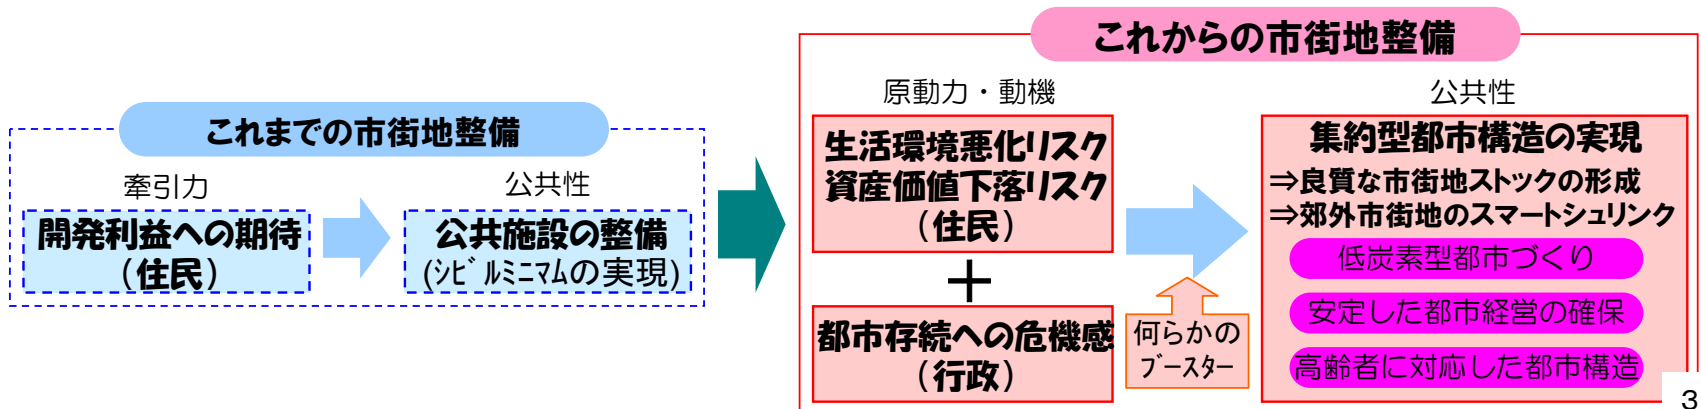 これまでの市街地整備
牽引力
開発利益への期待
（住民）
公共性
公共施設の整備
(ｼﾋﾞﾙﾐﾆﾏﾑの実現)
これからの市街地整備
原動力・動機
生活環境悪化リスク
資産価値下落リスク
（住民）
＋
都市存続への危機感
（行政）
何らかの
ﾌﾞｰｽﾀｰ
公共性
集約型都市構造の実現
⇒良質な市街地ストックの形成
⇒郊外市街地のスマートシュリンク
低炭素型都市づくり
安定した都市経営の確保
高齢者に対応した都市構造
3